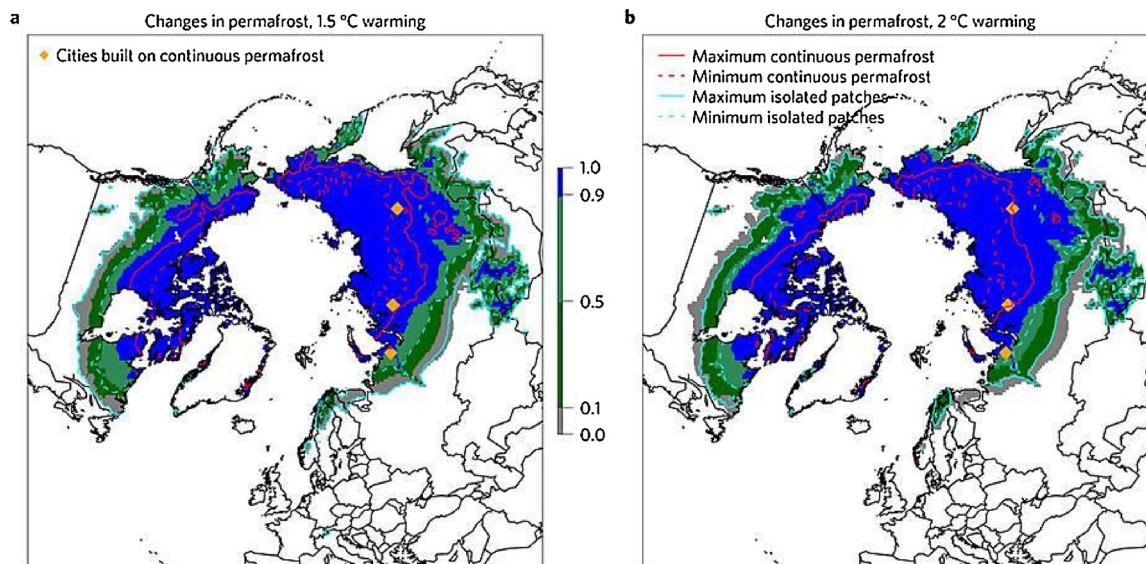 a
Changes in permafrost, 1.5 °C warming
Cities built on continuous permafrost
1.0
0.9
0.5
0.1
0.0
b
Changes in permafrost, 2 °C warming
Maximum continuous permafrost
Minimum continuous permafrost
Maximum isolated patches
Minimum isolated patches